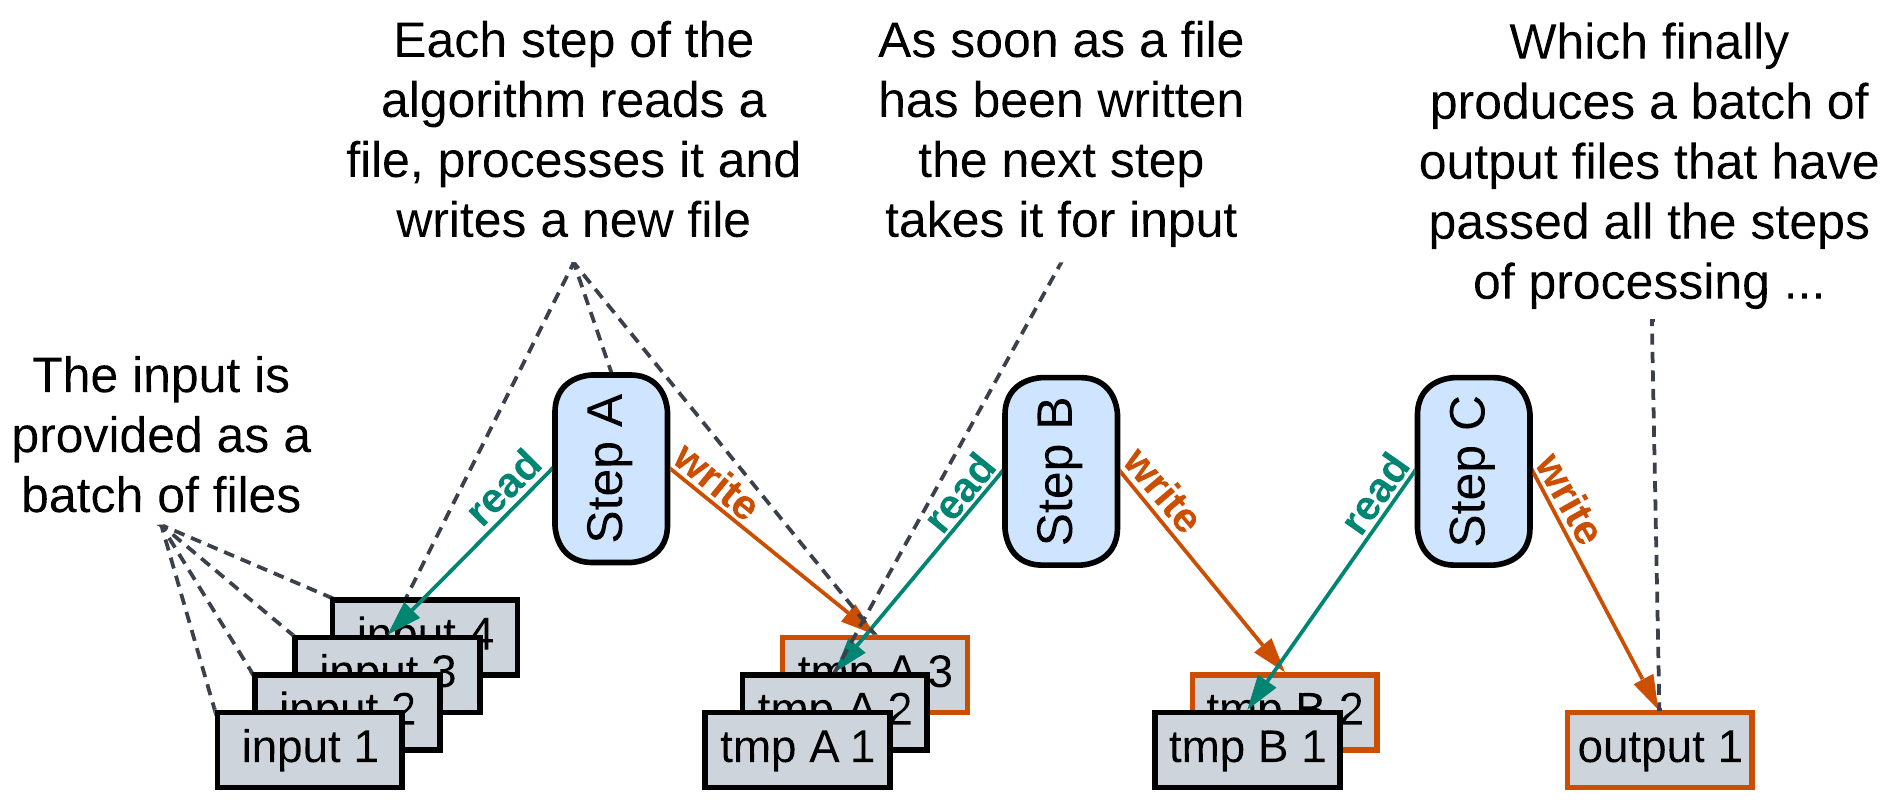 Each step of the
algorithm reads a
file, processes it and
writes a new file
As soon as a file
has been written
the next step
takes it for input
Which finally
produces a batch of
output files that have
passed all the steps
of processing ...
The input is
provided as a
batch of files
Step A
Step B
Step C
read
write
read
write
read
write
input 4
input 3
input 2
input 1
tmp A 3
tmp A 2
tmp A 1
tmp B 2
tmp B 1
output 1